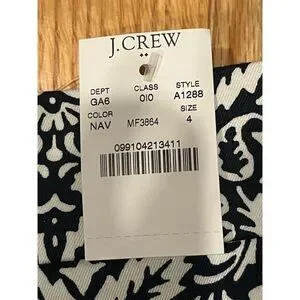 J.CREW
DEPT CLASS STYLE
GA6 010 A1288
COLOR SIZE
NAV MF3864 4
099104213411